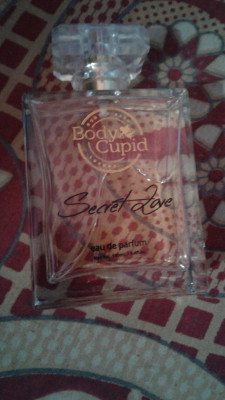 Body
Cupid
Secret Love
eau de parfum